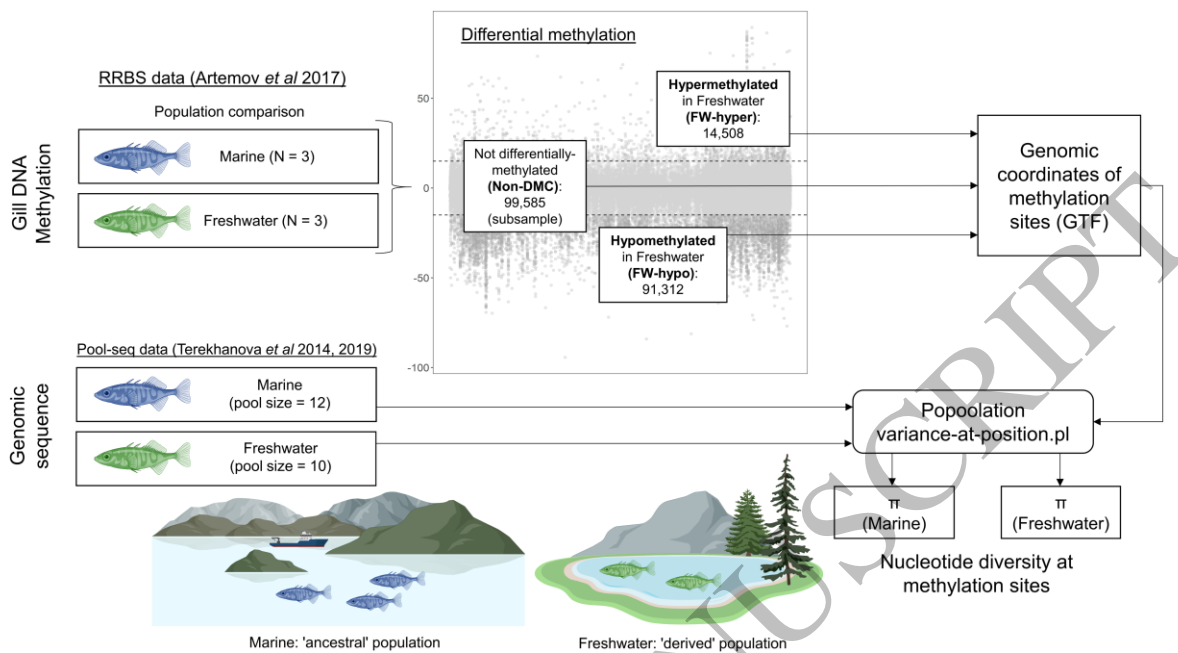 Gill DNA
Methylation
RRBS data (Artemov et al 2017)
Population comparison
Marine (N = 3)
Freshwater (N = 3)
Differential methylation
50
0
-50
-100
Hypermethylated
in Freshwater
(FW-hyper):
14,508
Not differentially-
methylated
(Non-DMC):
99,585
(subsample)
Hypomethylated
in Freshwater
(FW-hypo):
91,312
Genomic
coordinates of
methylation
sites (GTF)
Genomic
sequence
Pool-seq data (Terekhanova et al 2014, 2019)
Marine
(pool size = 12)
Freshwater
(pool size = 10)
Popoolation
variance-at-position.pl
π
(Marine)
π
(Freshwater)
Nucleotide diversity at
methylation sites
Marine: 'ancestral' population
Freshwater: 'derived' population